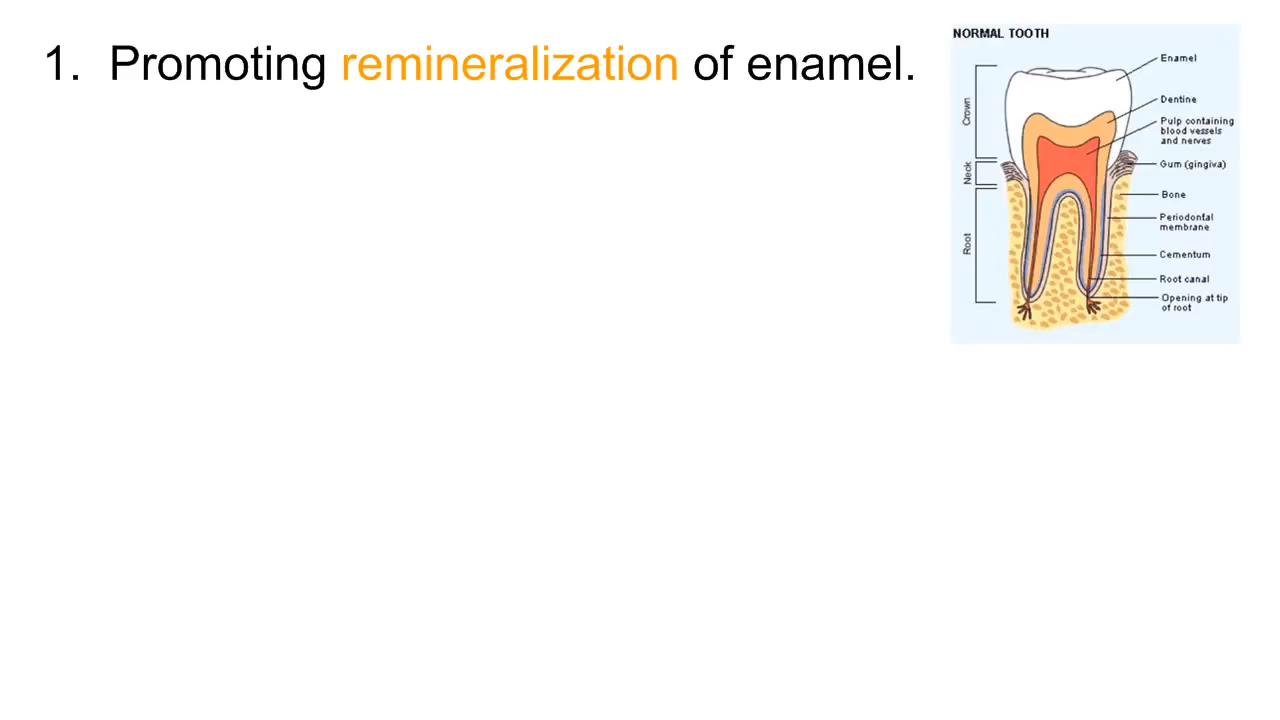 1. Promoting remineralization of enamel.
NORMAL TOOTH
Enamel
Crown
Dentine
Pulp containing
blood vessels
and nerves
Neck
Gum (gingiva)
Bone
Periodontal
membrane
Root
Cementum
Root canal
Opening at tip
of root